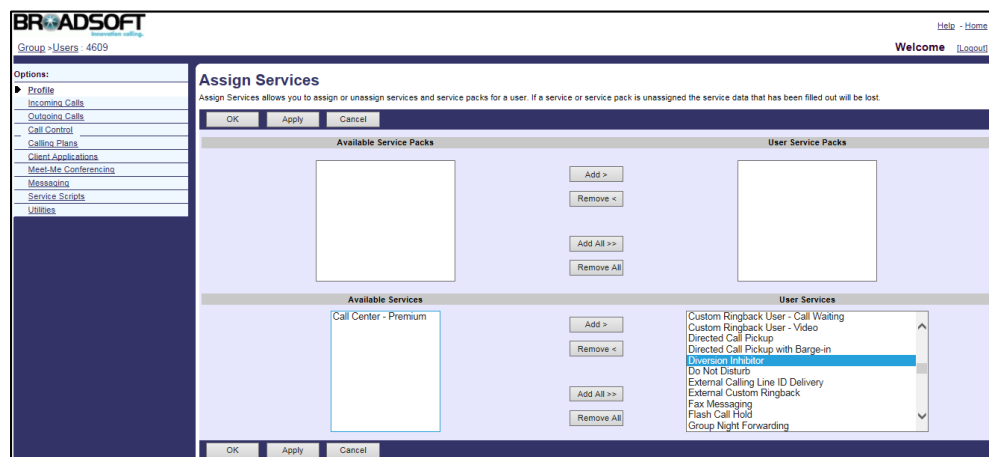 BROADSOFT
innovation calling.
Help - Home
Group >Users : 4609
Welcome [Logout]
Options:
Profile
Incoming Calls
Outgoing Calls
Call Control
Calling Plans
Client Applications
Meet-Me Conferencing
Messaging
Service Scripts
Utilities
Assign Services
Assign Services allows you to assign or unassign services and service packs for a user. If a service or service pack is unassigned the service data that has been filled out will be lost.
OK Apply Cancel
Available Service Packs User Service Packs
Add >
Remove <
Add All >>
Remove All
Available Services User Services
Call Center - Premium
Add >
Remove <
Add All >>
Remove All
Custom Ringback User - Call Waiting
Custom Ringback User - Video
Directed Call Pickup
Directed Call Pickup with Barge-in
Diversion Inhibitor
Do Not Disturb
External Calling Line ID Delivery
External Custom Ringback
Fax Messaging
Flash Call Hold
Group Night Forwarding
OK Apply Cancel